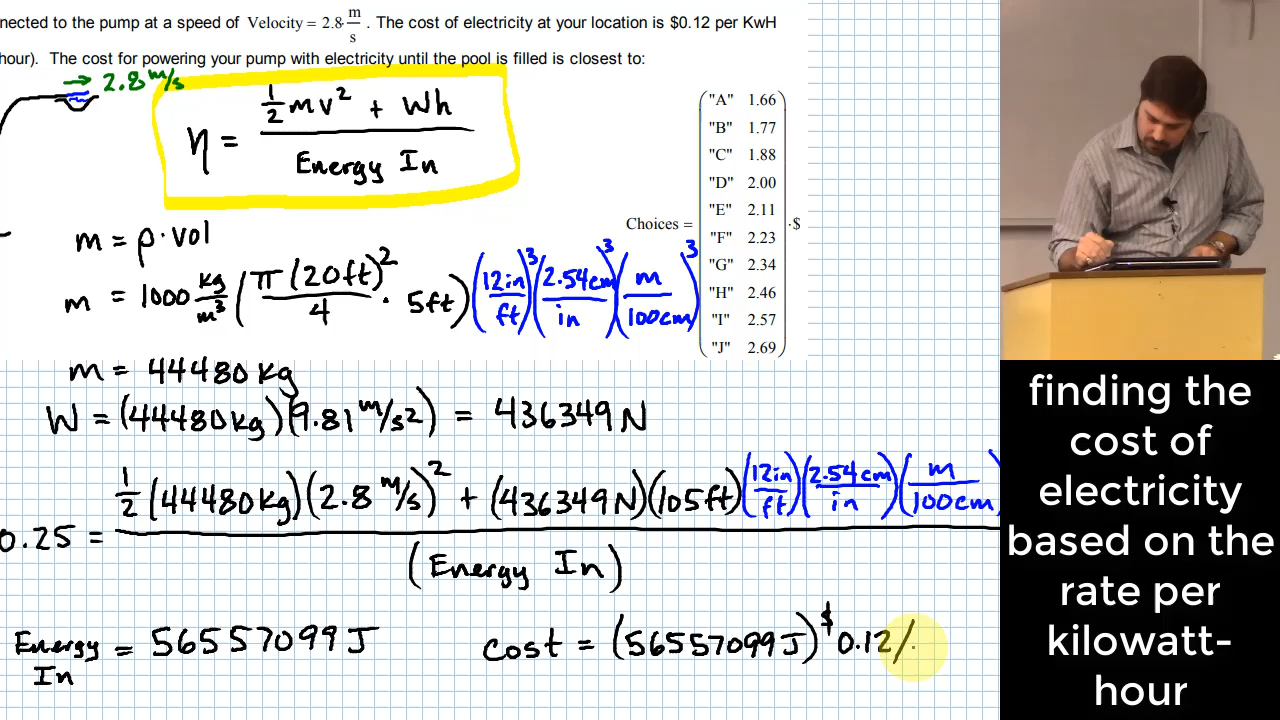 nected to the pump at a speed of Velocity = 2.8· m/s . The cost of electricity at your location is $0.12 per KwH
hour). The cost for powering your pump with electricity until the pool is filled is closest to:
→ 2.8 m/s
η = (1/2 mv² + Wh) / Energy In
Choices =
"A" 1.66
"B" 1.77
"C" 1.88
"D" 2.00
"E" 2.11
"F" 2.23
"G" 2.34
"H" 2.46
"I" 2.57
"J" 2.69
·$
m = ρ·vol
m = 1000 kg/m³ (π(20ft)²/4 · 5ft)(12in/ft)³(2.54cm/in)³(m/100cm)³
m = 44480 kg
W = (44480kg)(9.81 m/s2) = 436349 N
0.25 = (1/2 (44480kg)(2.8 m/s)² + (436349N)(105ft)(12in/ft)(2.54cm/in)(m/100cm) / (Energy In)
Energy In = 56557099 J
cost = (56557099J) $0.12/
finding the
cost of
electricity
based on the
rate per
kilowatt-
hour